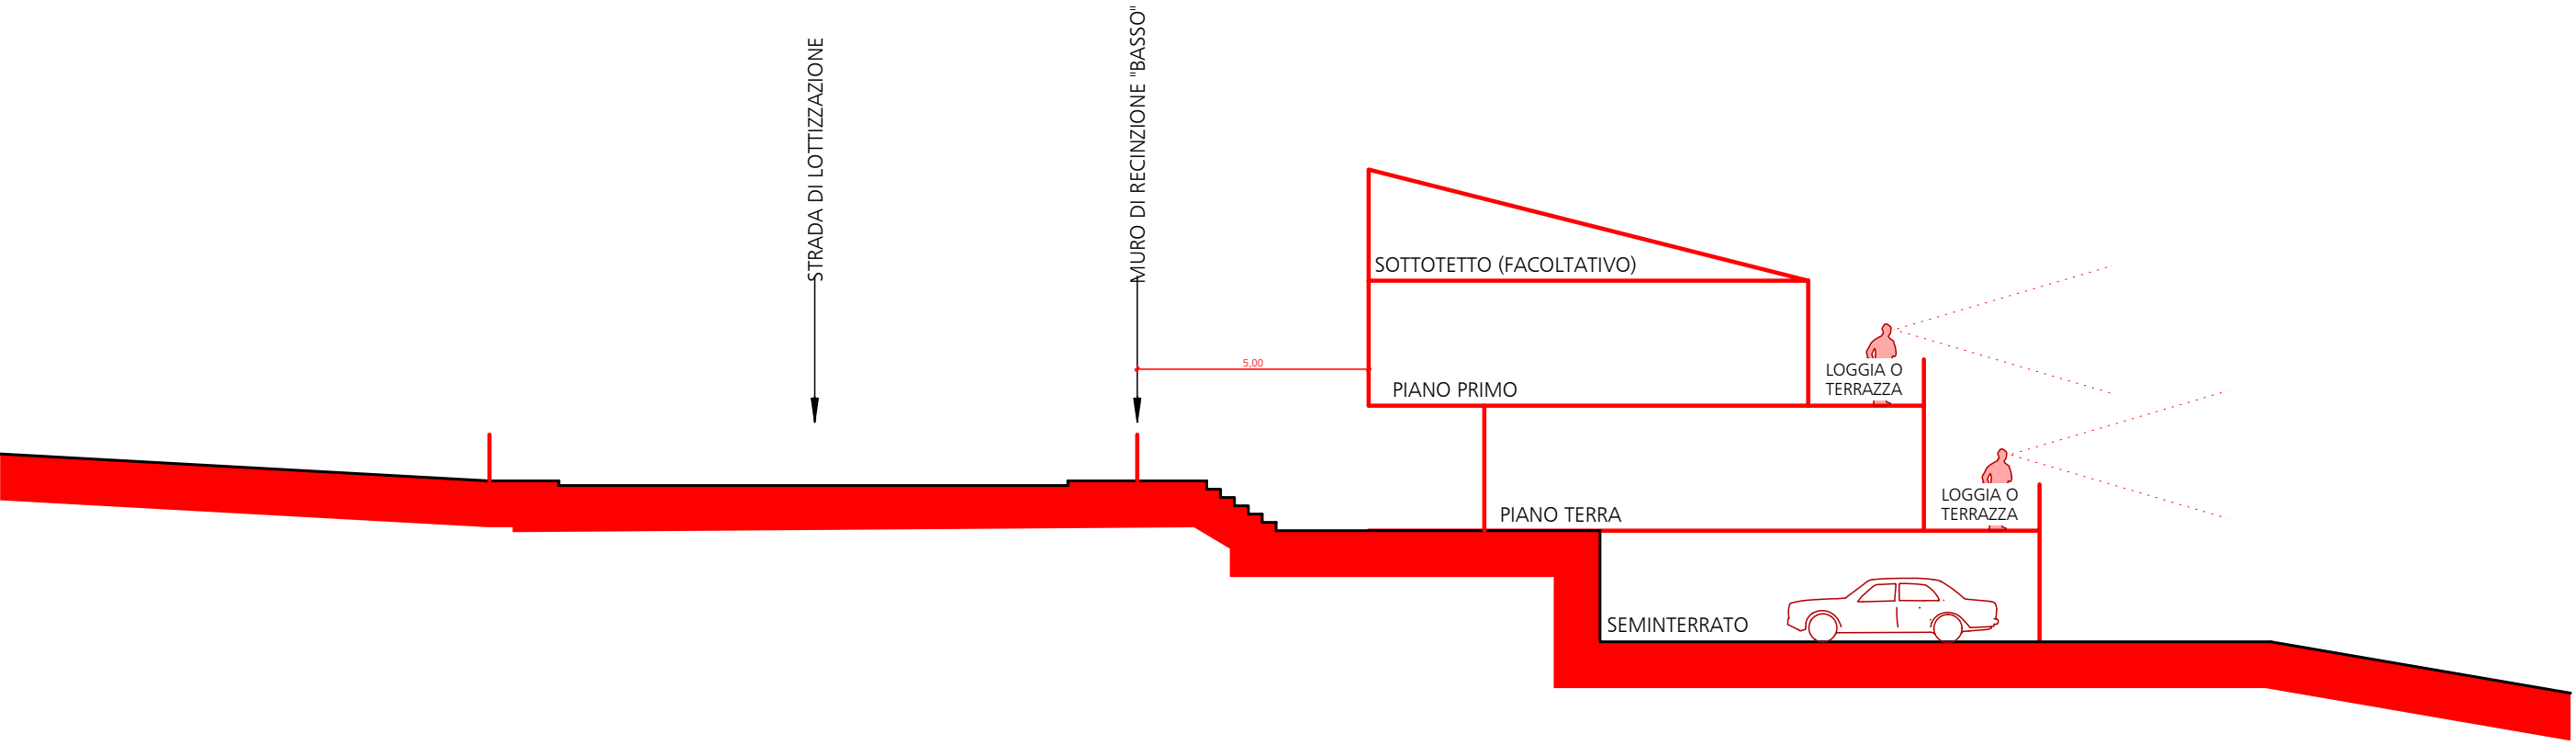 STRADA DI LOTTIZZAZIONE
MURO DI RECINZIONE "BASSO"
SOTTOTETTO (FACOLTATIVO)
5,00
PIANO PRIMO
LOGGIA O
TERRAZZA
PIANO TERRA
LOGGIA O
TERRAZZA
SEMINTERRATO